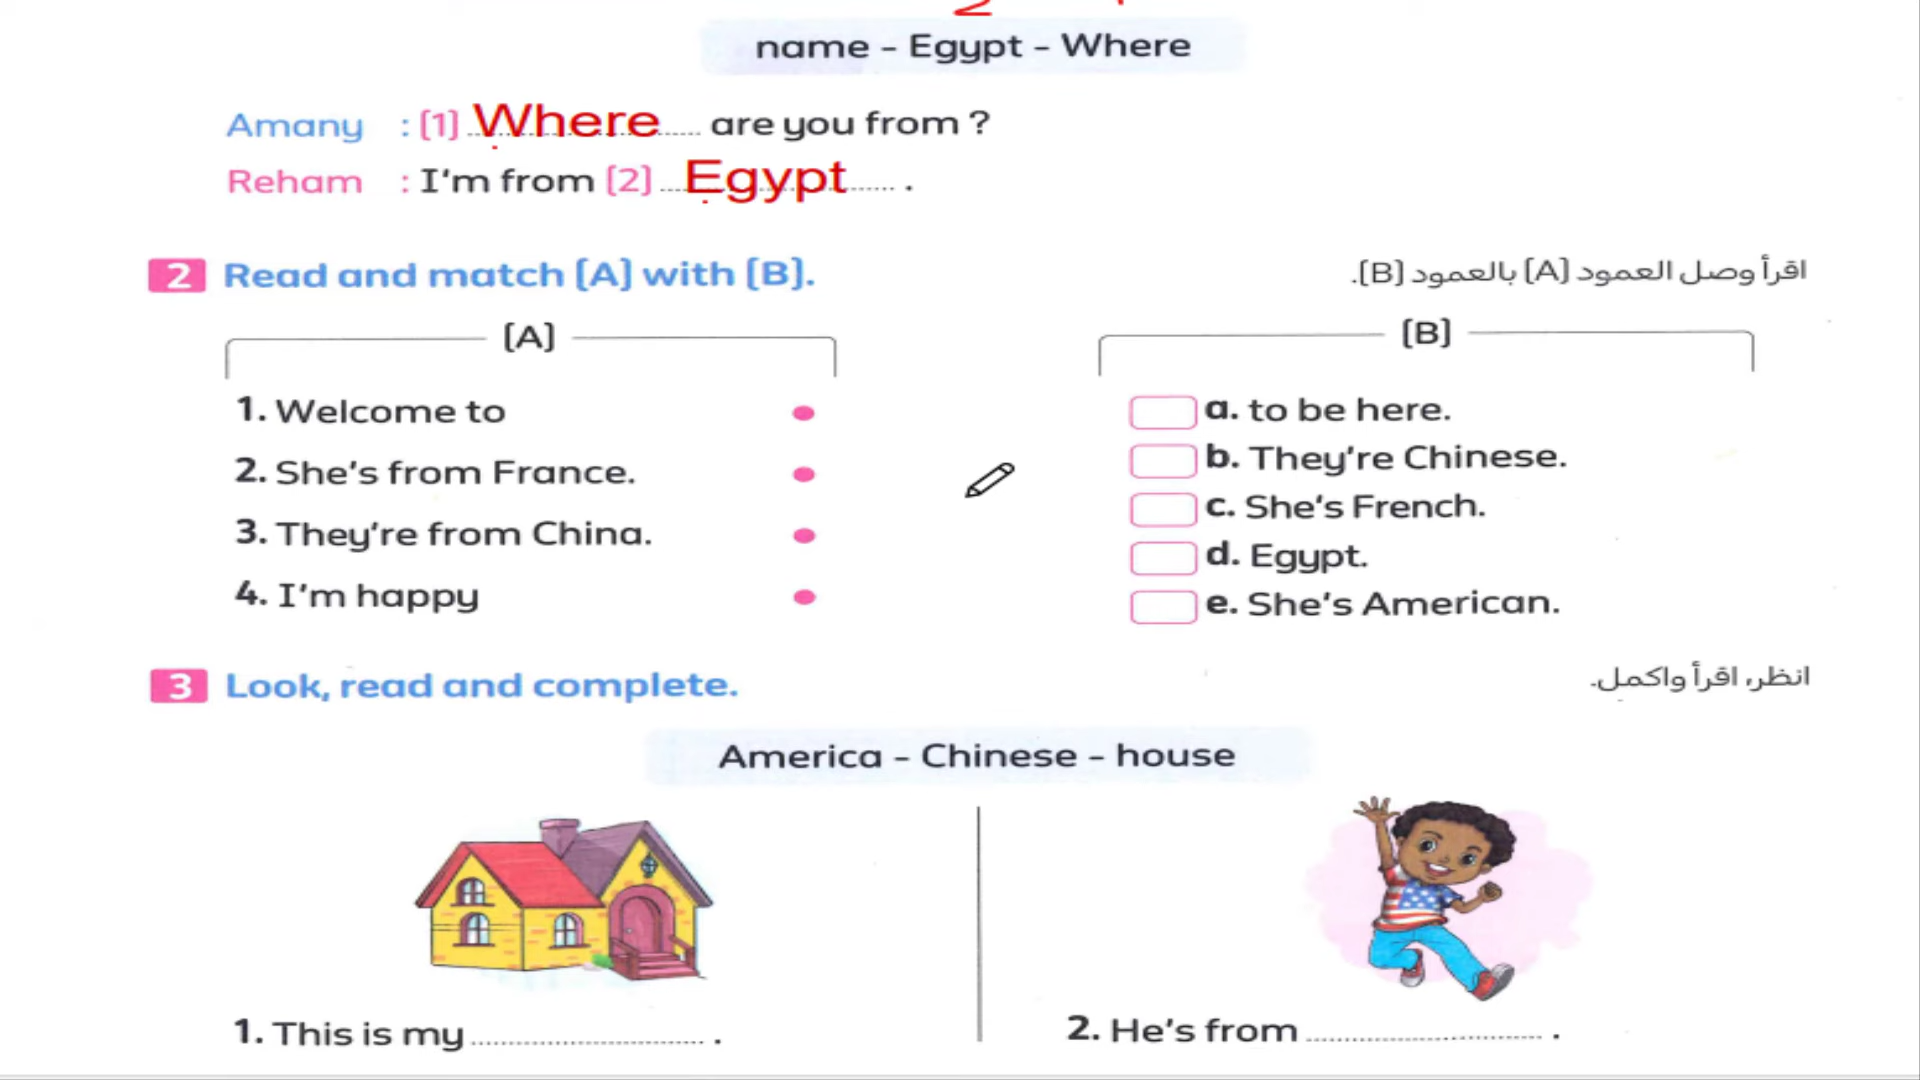 name - Egypt - Where
Amany : [1] Where are you from ?
Reham : I'm from [2] Egypt .
2 Read and match [A] with [B].
اقرأ وصل العمود [A] بالعمود [B].
[A]
1. Welcome to
2. She's from France.
3. They're from China.
4. I'm happy
[B]
a. to be here.
b. They're Chinese.
c. She's French.
d. Egypt.
e. She's American.
3 Look, read and complete.
انظر، اقرأ واكمل.
America - Chinese - house
1. This is my .................... .
2. He's from .................... .